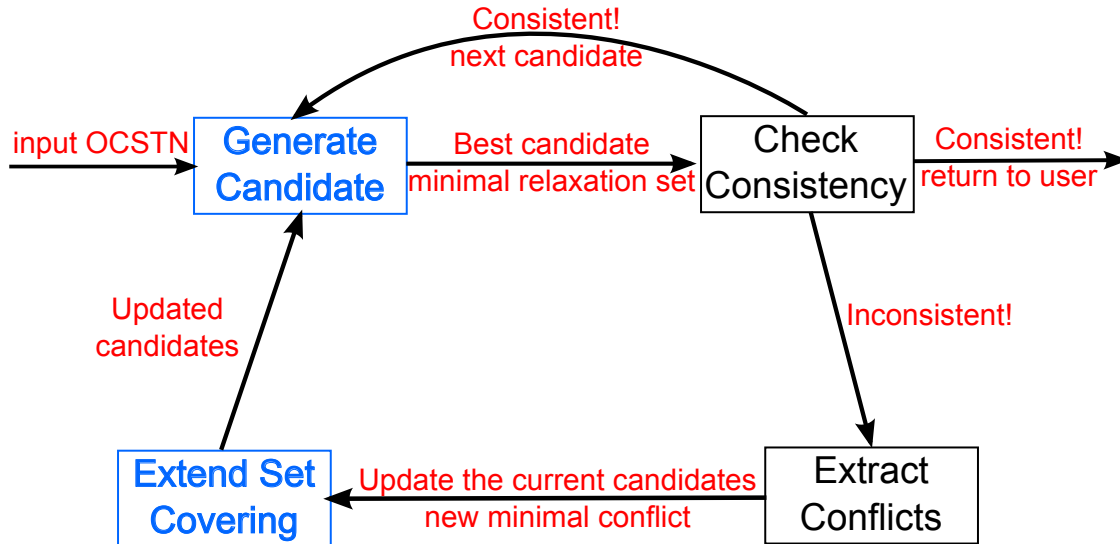 Consistent!
next candidate
input OCSTN
Generate
Candidate
Best candidate
minimal relaxation set
Check
Consistency
Consistent!
return to user
Updated
candidates
Inconsistent!
Extend Set
Covering
Update the current candidates
new minimal conflict
Extract
Conflicts